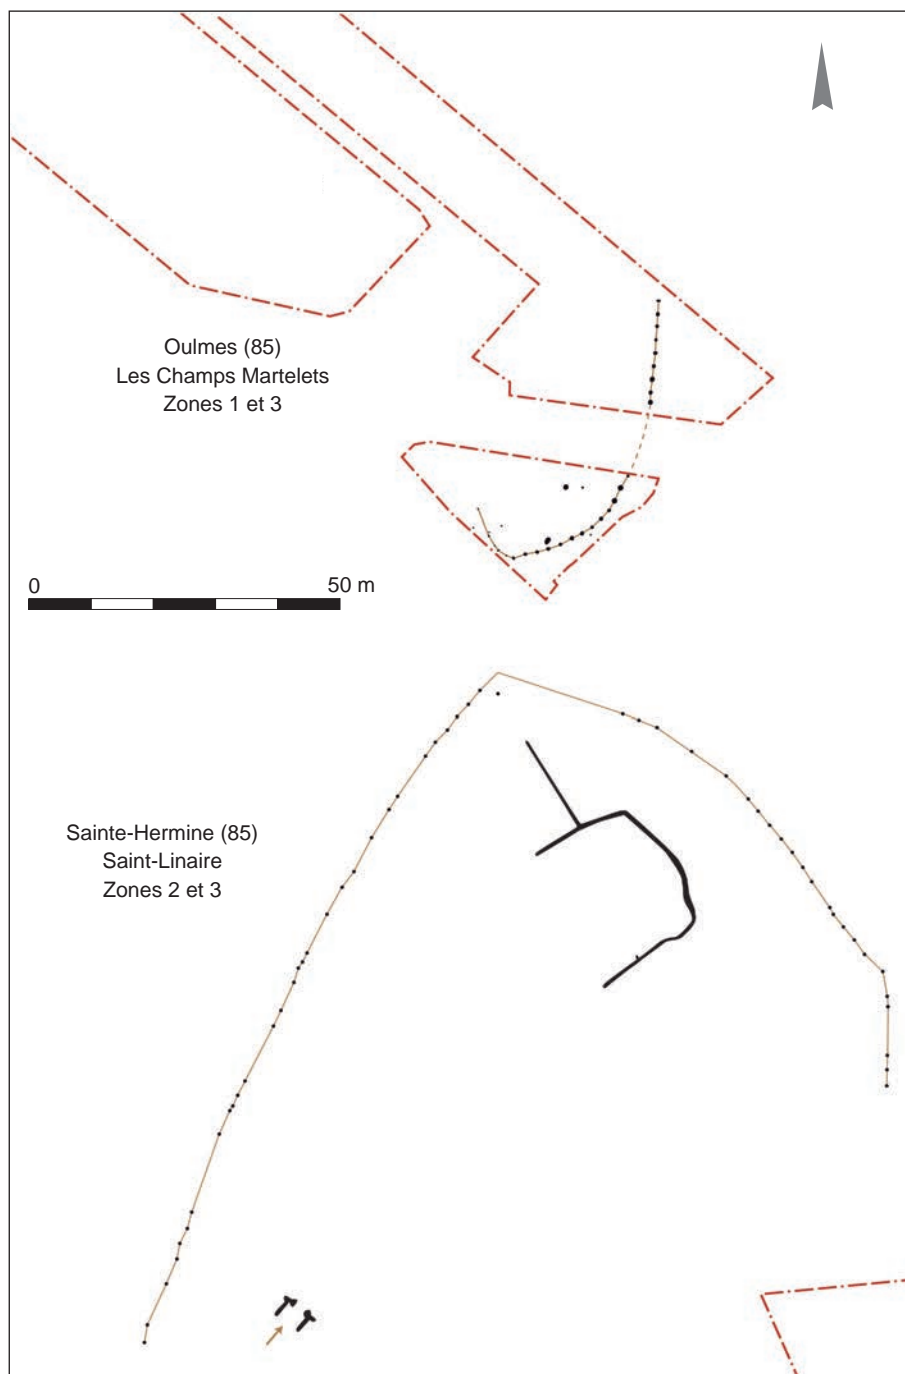 Oulmes (85)
Les Champs Martelets
Zones 1 et 3
0 50 m
Sainte-Hermine (85)
Saint-Linaire
Zones 2 et 3